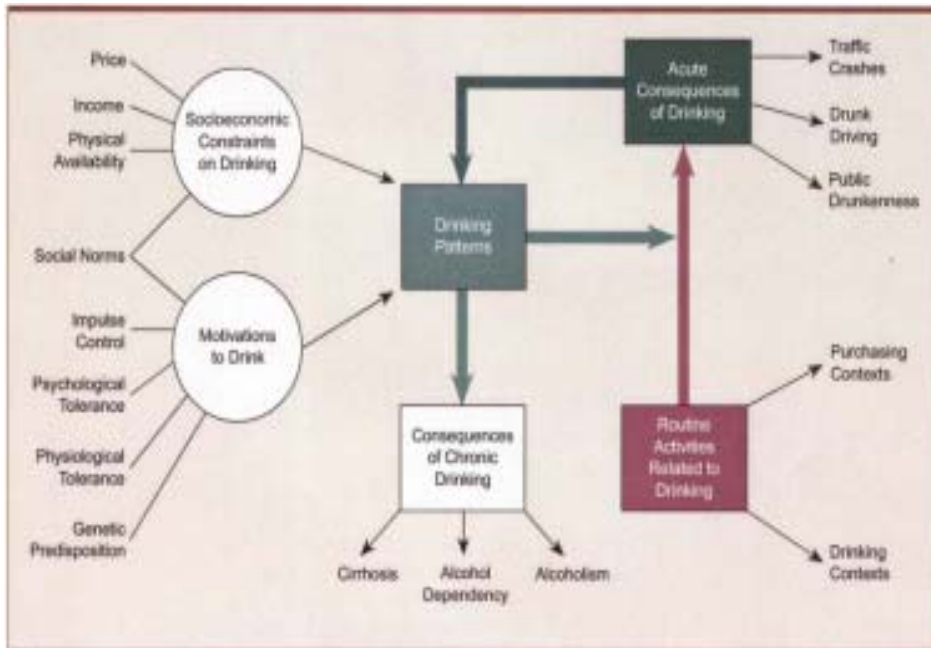 Price
Income
Physical
Availability
Social Norms
Impulse
Control
Psychological
Tolerance
Physiological
Tolerance
Genetic
Predisposition
Socioeconomic
Constraints
on Drinking
Motivations
to Drink
Drinking
Patterns
Consequences
of Chronic
Drinking
Cirrhosis
Alcohol
Dependency
Alcoholism
Acute
Consequences
of Drinking
Traffic
Crashes
Drunk
Driving
Public
Drunkenness
Routine
Activities
Related to
Drinking
Purchasing
Contexts
Drinking
Contexts